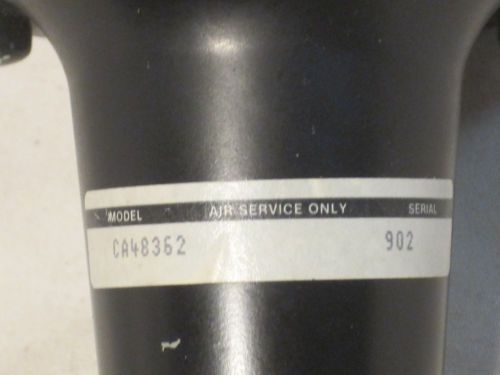 MODEL AIR SERVICE ONLY SERIAL
CA48362 902